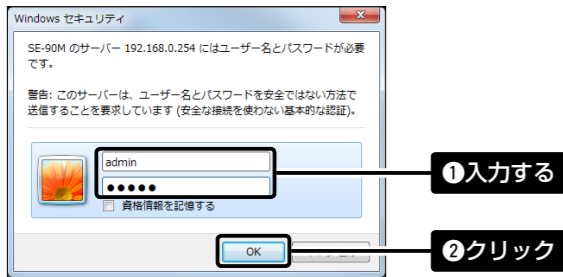 Windows セキュリティ
SE-90M のサーバー 192.168.0.254 にはユーザー名とパスワードが必要
です。
警告: このサーバーは、ユーザー名とパスワードを安全ではない方法で
送信することを要求しています (安全な接続を使わない基本的な認証)。
admin
●●●●●
❶入力する
資格情報を記憶する
OK
❷クリック